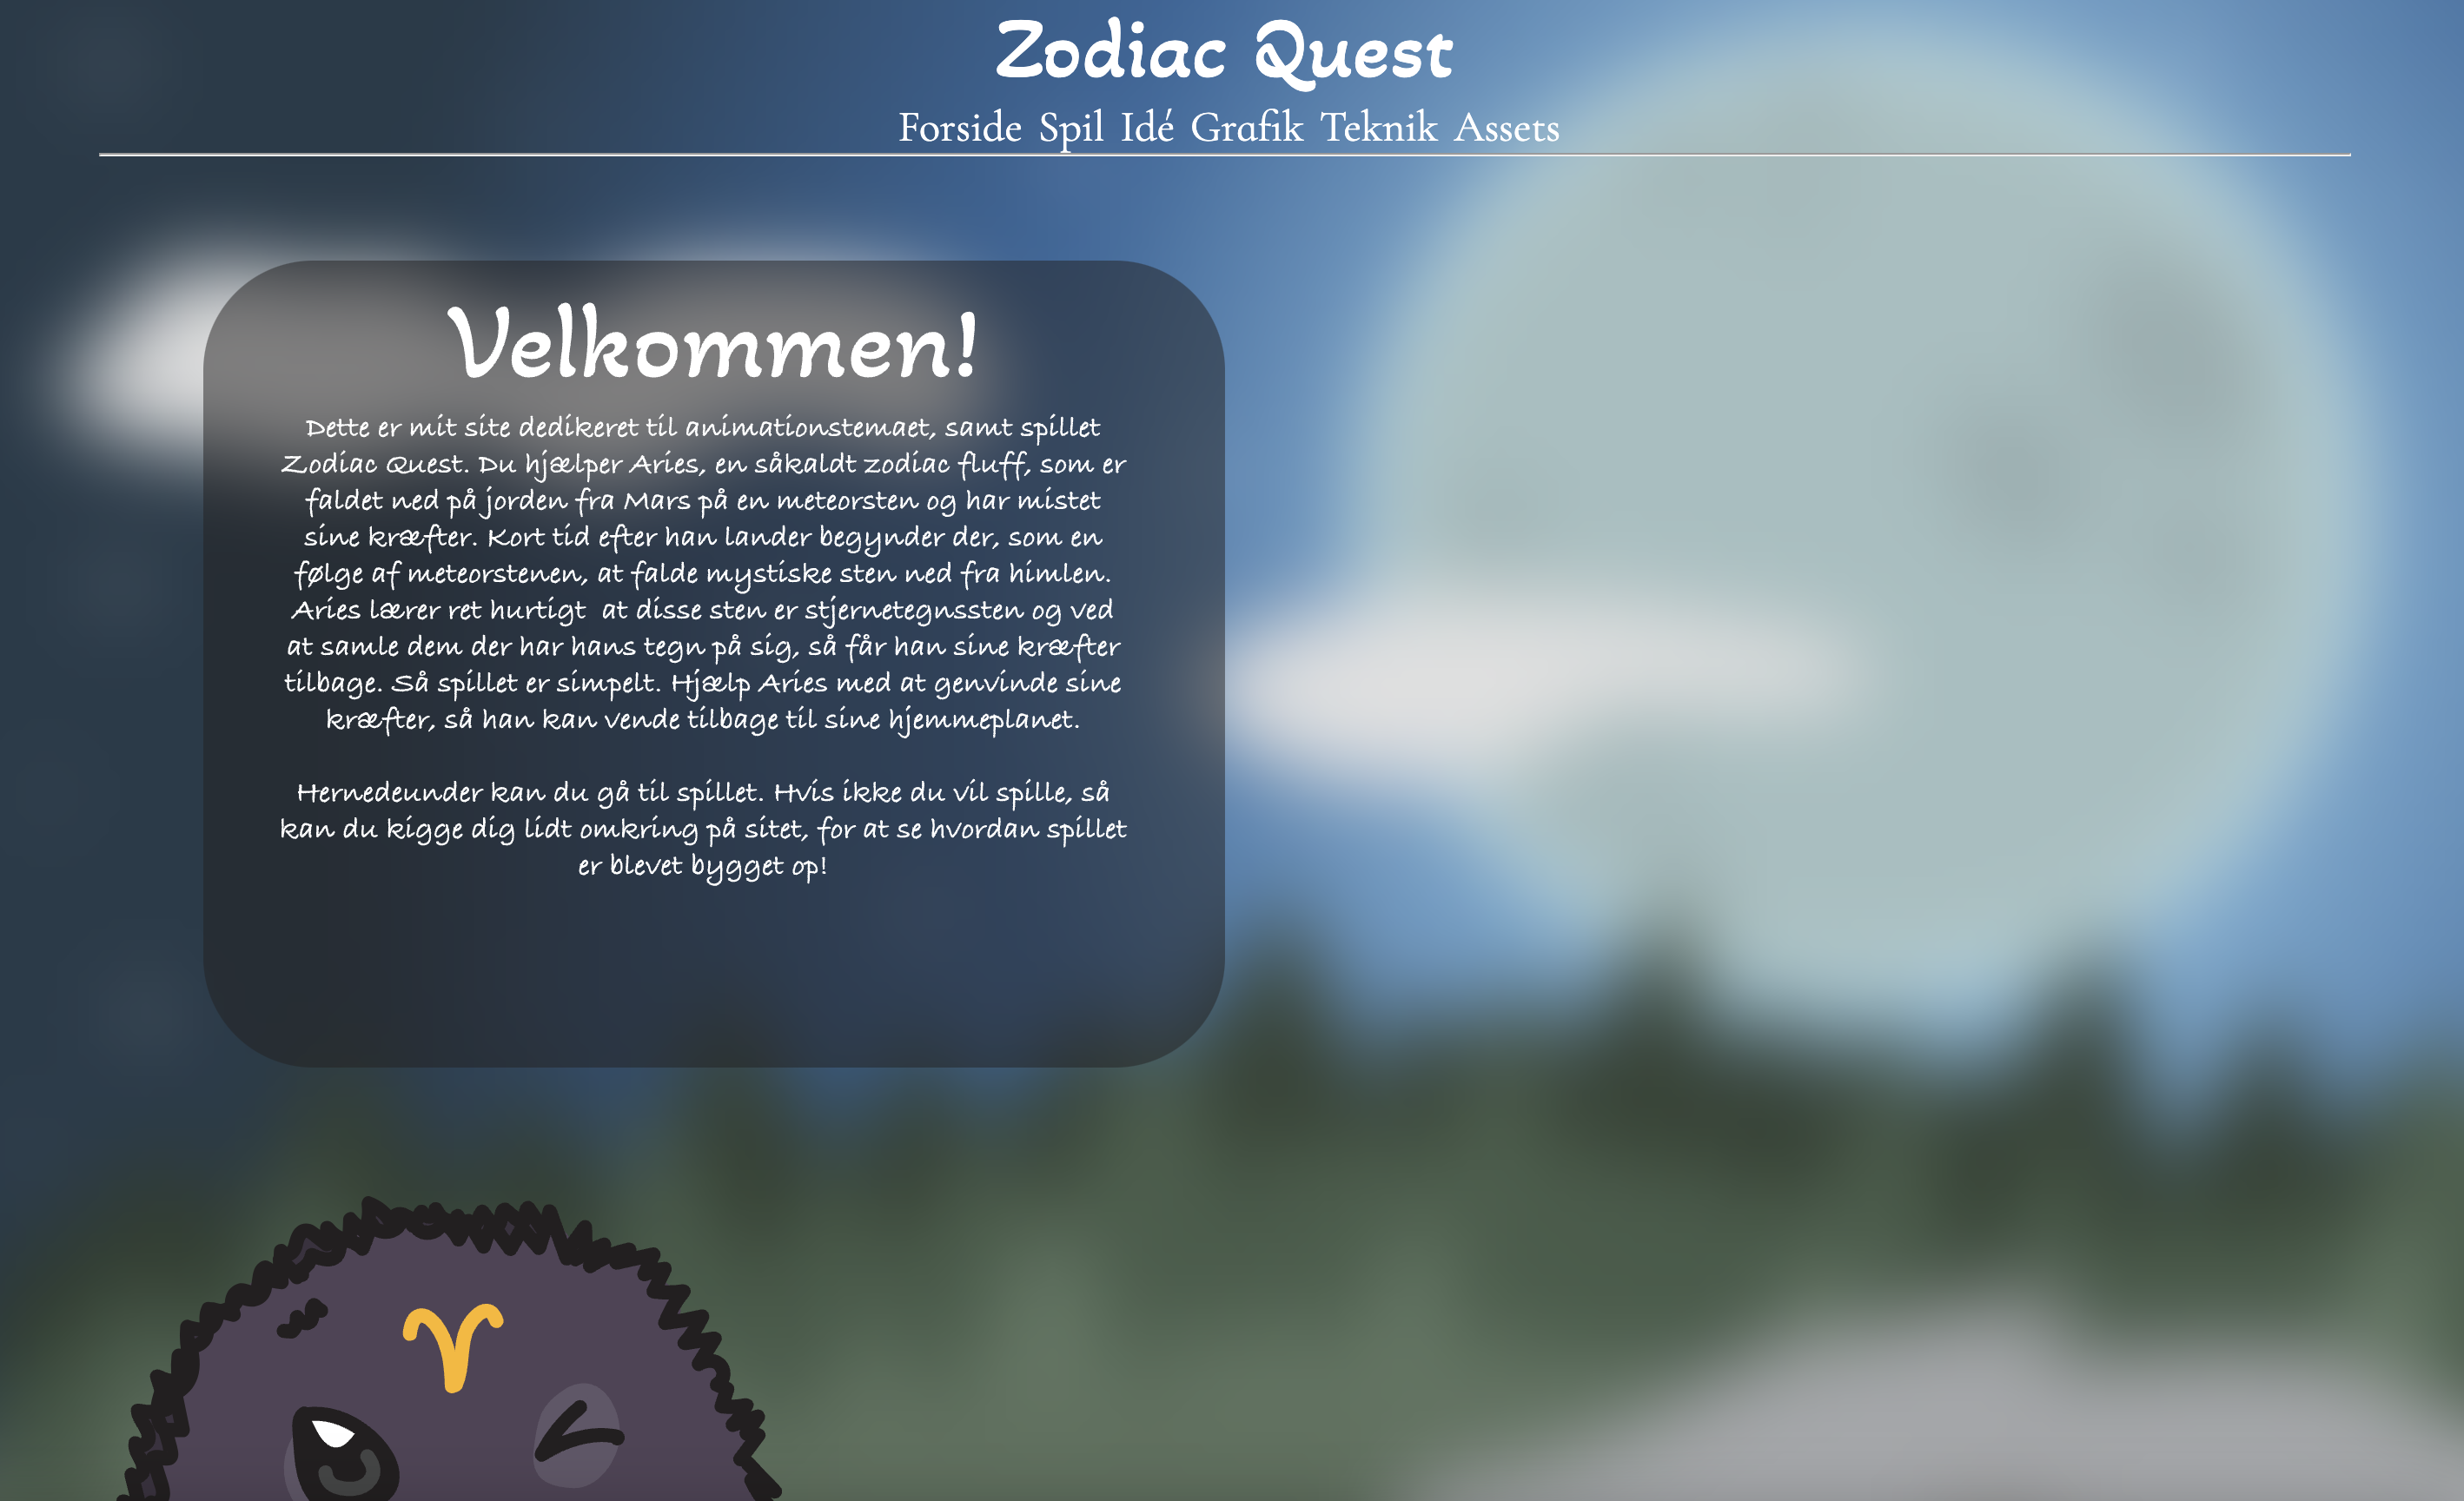 Zodiac Quest
Forside Spil Idé Grafik Teknik Assets
Velkommen!
Dette er mit site dedikeret til animationstemaet, samt spillet
Zodiac Quest. Du hjælper Aries, en såkaldt zodiac fluff, som er
faldet ned på jorden fra Mars på en meteorsten og har mistet
sine kræfter. Kort tid efter han lander begynder der, som en
følge af meteorstenen, at falde mystiske sten ned fra himlen.
Aries lærer ret hurtigt  at disse sten er stjernetegnssten og ved
at samle dem der har hans tegn på sig, så får han sine kræfter
tilbage. Så spillet er simpelt. Hjælp Aries med at genvinde sine
kræfter, så han kan vende tilbage til sine hjemmeplanet.
Hernedeunder kan du gå til spillet. Hvis ikke du vil spille, så
kan du kigge dig lidt omkring på sitet, for at se hvordan spillet
er blevet bygget op!